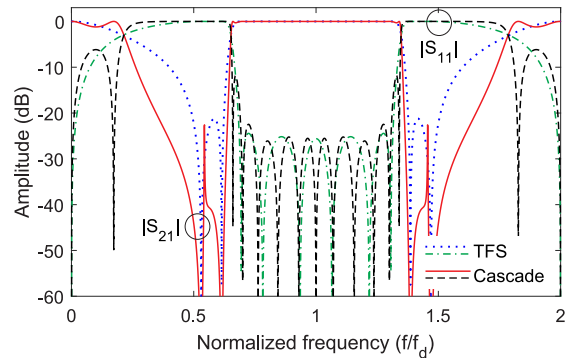 0
-10
-20
-30
-40
-50
-60
Amplitude (dB)
|S11|
|S21|
TFS
Cascade
0 0.5 1 1.5 2
Normalized frequency (f/fd)